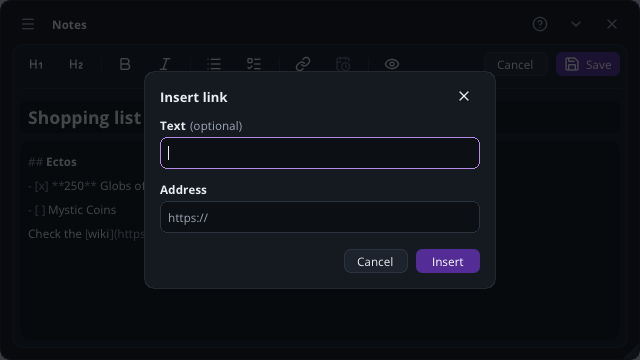 Notes
H1 H2 B I Cancel Save
Shopping list
## Ectos
- [x] **250** Globs of
- [ ] Mystic Coins
Check the [wiki](https
Insert link
Text (optional)
Address
https://
Cancel Insert